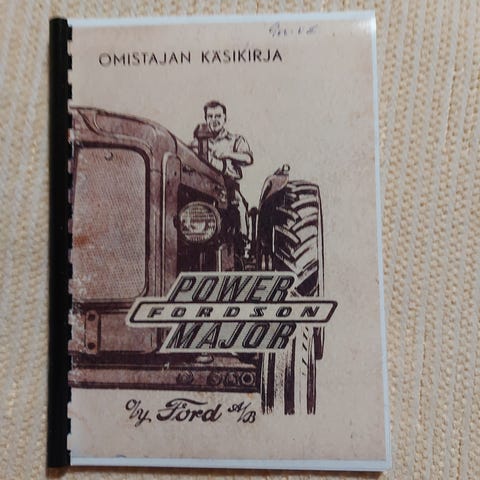 OMISTAJAN KÄSIKIRJA
POWER
FORDSON
MAJOR
O/y Ford A/B